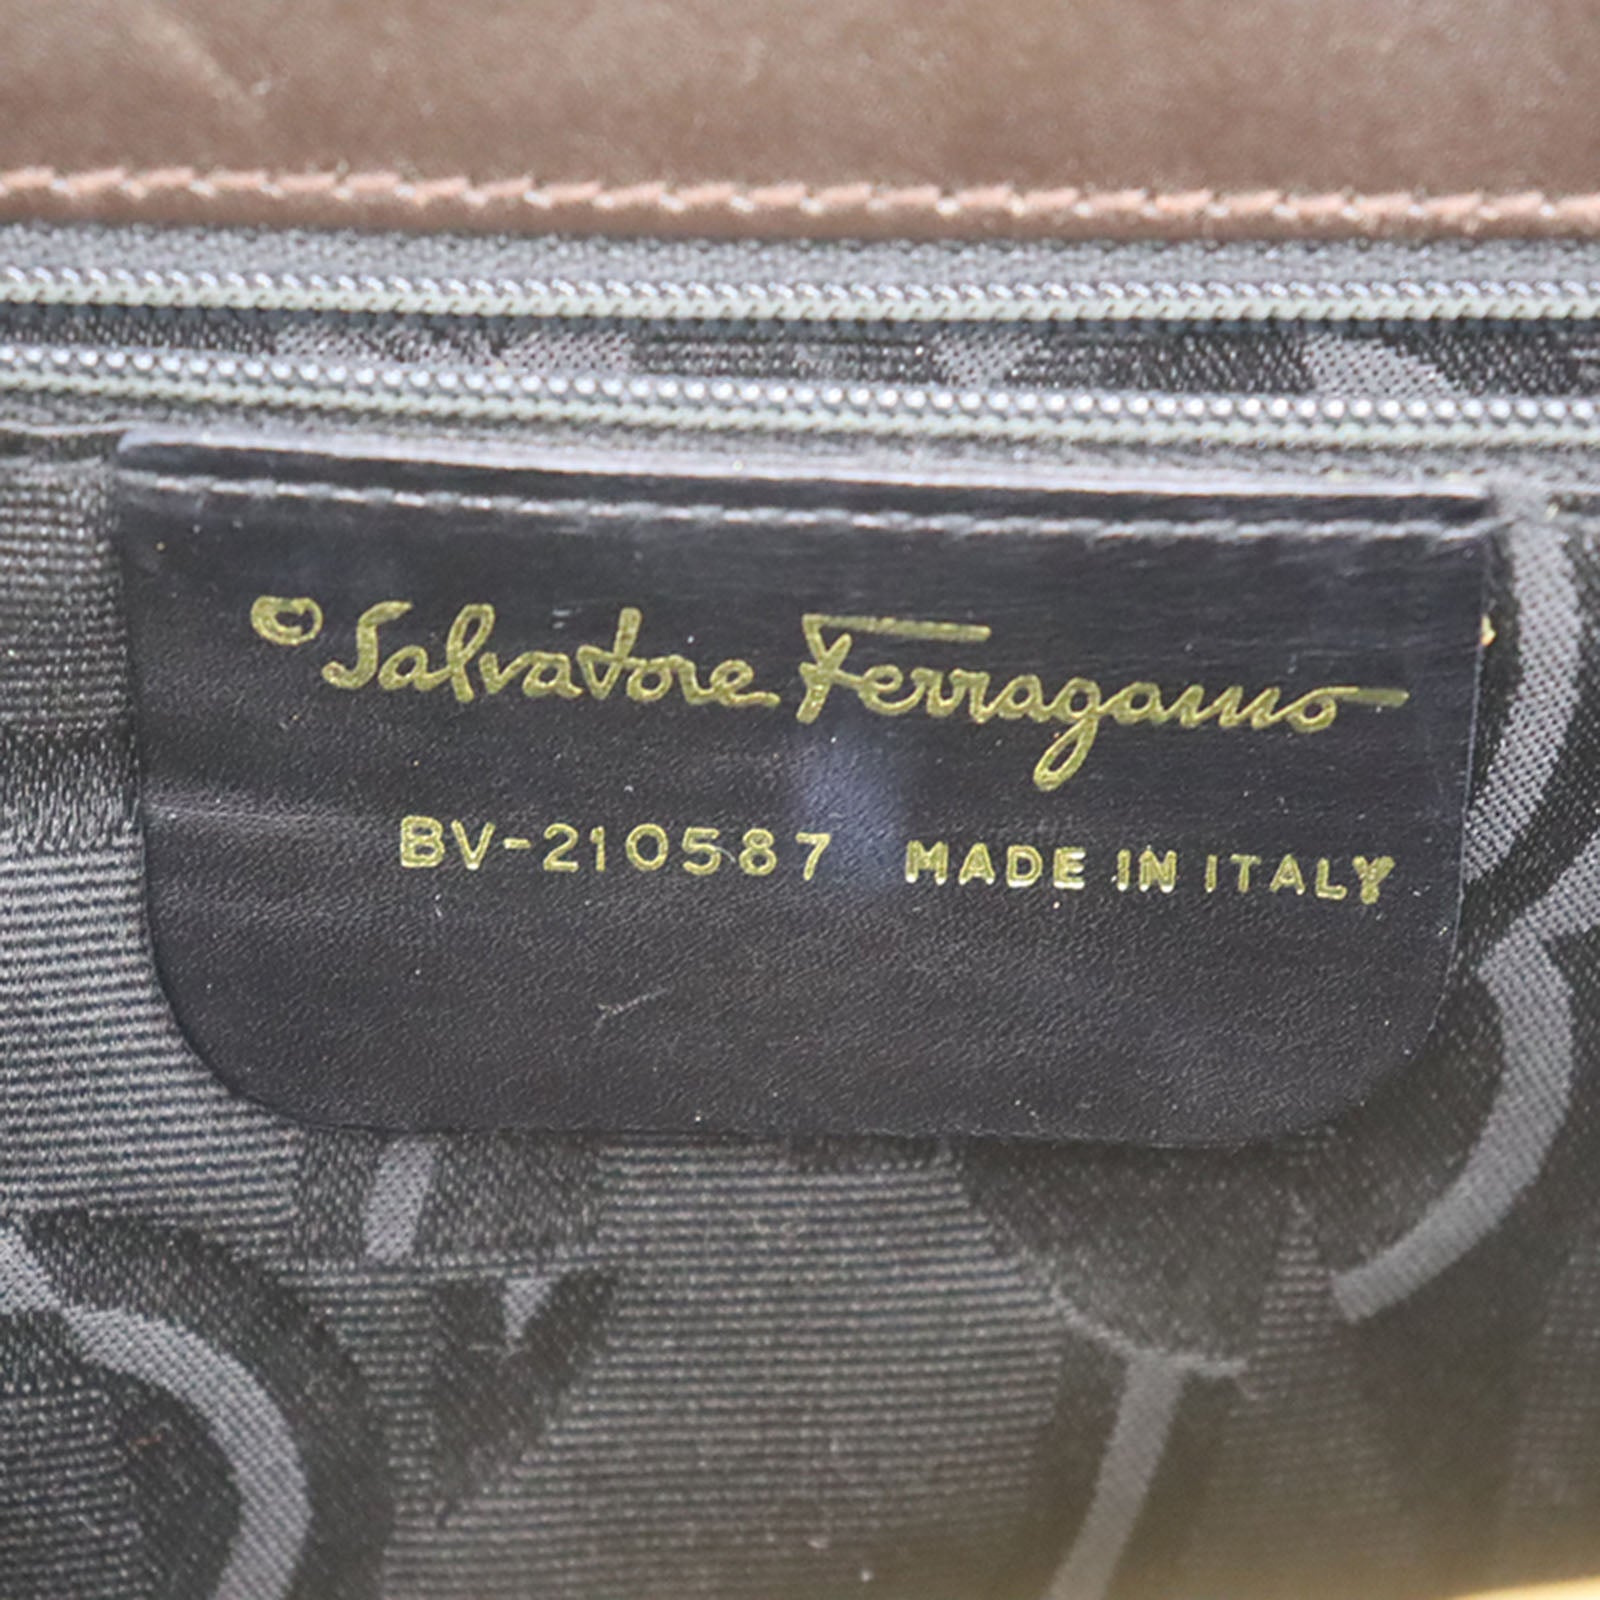 © Salvatore Ferragamo
BV-210587 MADE IN ITALY